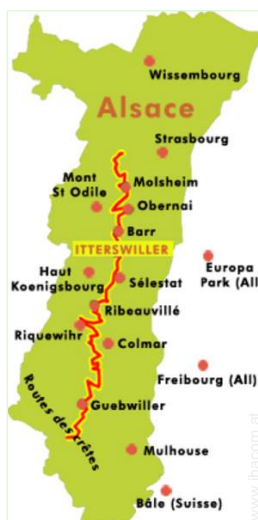 Wissembourg
Alsace
Strasbourg
Mont
St Odile
Molsheim
Obernai
Barr
ITTERSWILLER
Europa
Park (All)
Haut
Koenigsbourg
Sélestat
Ribeauvillé
Riquewihr
Colmar
Freibourg (All)
Guebwiller
Routes des crêtes
Mulhouse
Bâle (Suisse)
www.ihacom.at